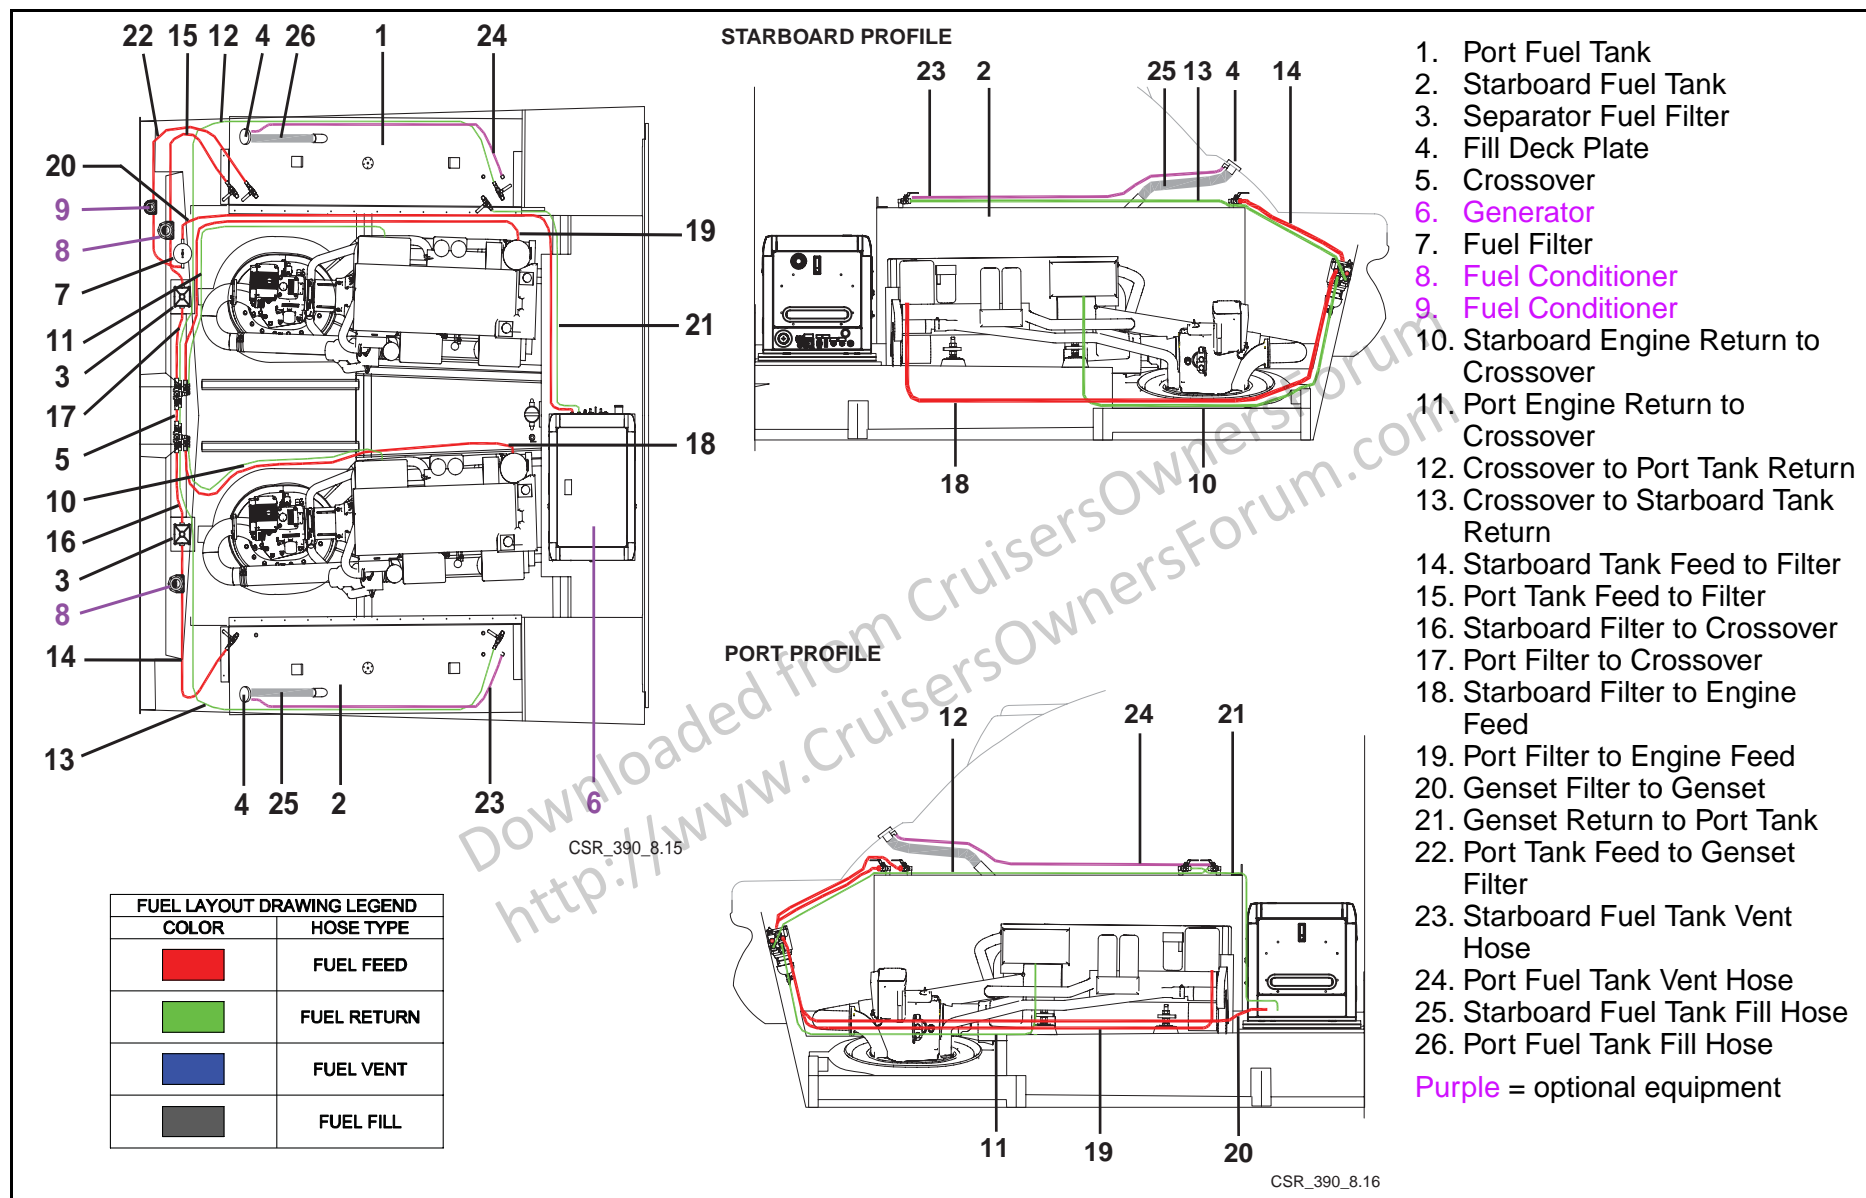 22 15 12 4 26 1 24
20
9
8
7
11
3
17
5
10
16
3
8
14
13
19
21
18
4 25 2 23 6
CSR_390_8.15
STARBOARD PROFILE
23 2 25 13 4 14
18 10
PORT PROFILE
12 24 21
11 19 20
CSR_390_8.16
FUEL LAYOUT DRAWING LEGEND
COLOR HOSE TYPE
FUEL FEED
FUEL RETURN
FUEL VENT
FUEL FILL
1. Port Fuel Tank
2. Starboard Fuel Tank
3. Separator Fuel Filter
4. Fill Deck Plate
5. Crossover
6. Generator
7. Fuel Filter
8. Fuel Conditioner
9. Fuel Conditioner
10. Starboard Engine Return to
Crossover
11. Port Engine Return to
Crossover
12. Crossover to Port Tank Return
13. Crossover to Starboard Tank
Return
14. Starboard Tank Feed to Filter
15. Port Tank Feed to Filter
16. Starboard Filter to Crossover
17. Port Filter to Crossover
18. Starboard Filter to Engine
Feed
19. Port Filter to Engine Feed
20. Genset Filter to Genset
21. Genset Return to Port Tank
22. Port Tank Feed to Genset
Filter
23. Starboard Fuel Tank Vent
Hose
24. Port Fuel Tank Vent Hose
25. Starboard Fuel Tank Fill Hose
26. Port Fuel Tank Fill Hose
Purple = optional equipment
Downloaded from CruisersOwnersForum
http://www.CruisersOwnersForum.com